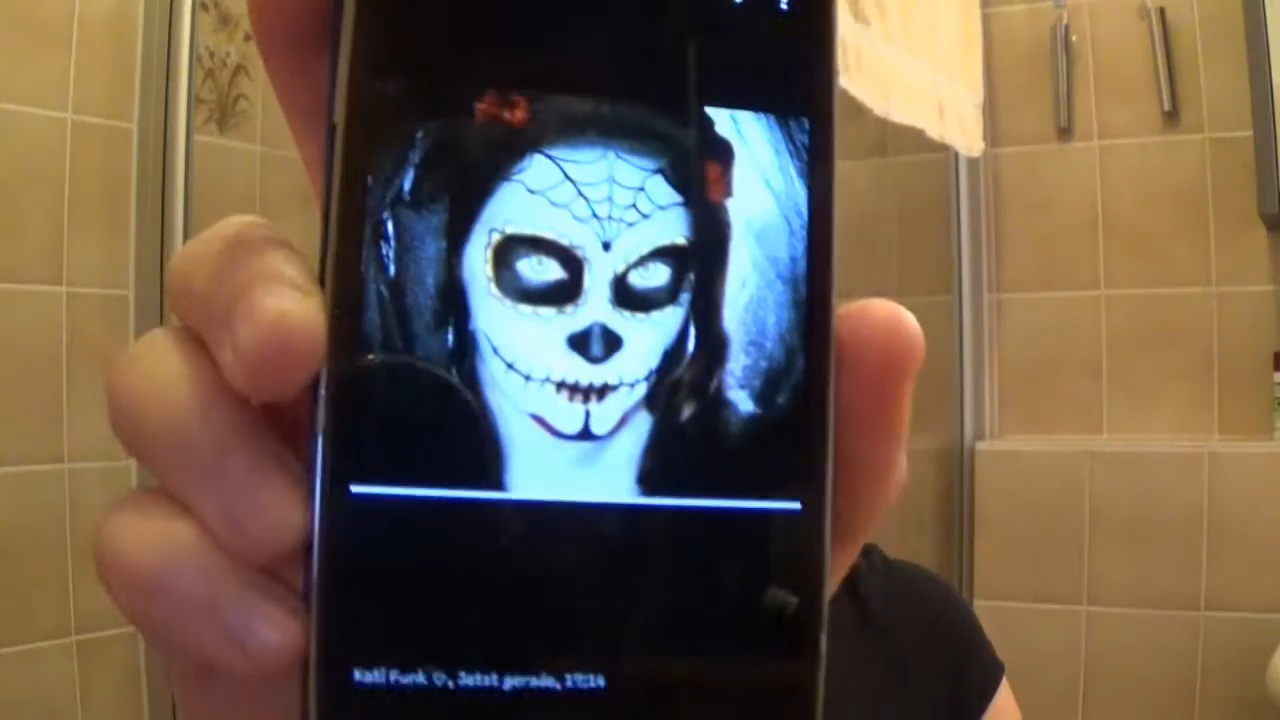 Kati Funk ♡, Jetzt gerade, 17:14